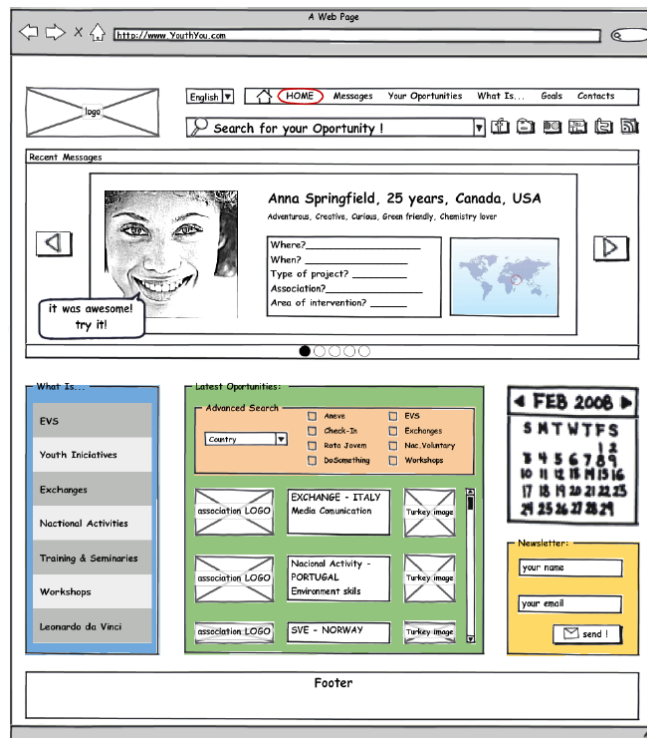 A Web Page
http://www.YouthYou.com
English
HOME Messages Your Oportunities What Is... Goals Contacts
logo
Search for your Oportunity !
Recent Messages
Anna Springfield, 25 years, Canada, USA
Adventurous, Creative, Curious, Green friendly, Chemistry lover
Where?
When?
Type of project?
Association?
Area of intervention?
it was awesome!
try it!
What Is...
EVS
Youth Iniciatives
Exchanges
Nactional Activities
Training & Seminaries
Workshops
Leonardo da Vinci
Latest Oportunities:
Advanced Search
Country
Aneve
Check-In
Rota Jovem
DoSomething
EVS
Exchanges
Nac.Voluntary
Workshops
association LOGO
EXCHANGE - ITALY
Media Comunication
Turkey image
association LOGO
Nacional Activity -
PORTUGAL
Environment skils
Turkey image
association LOGO
SVE - NORWAY
Turkey image
FEB 2008
S M T W T F S
1 2
3 4 5 6 7 8 9
10 11 12 13 14 15 16
17 18 19 20 21 22 23
24 25 26 27 28 29
Newsletter:
your name
your email
send !
Footer